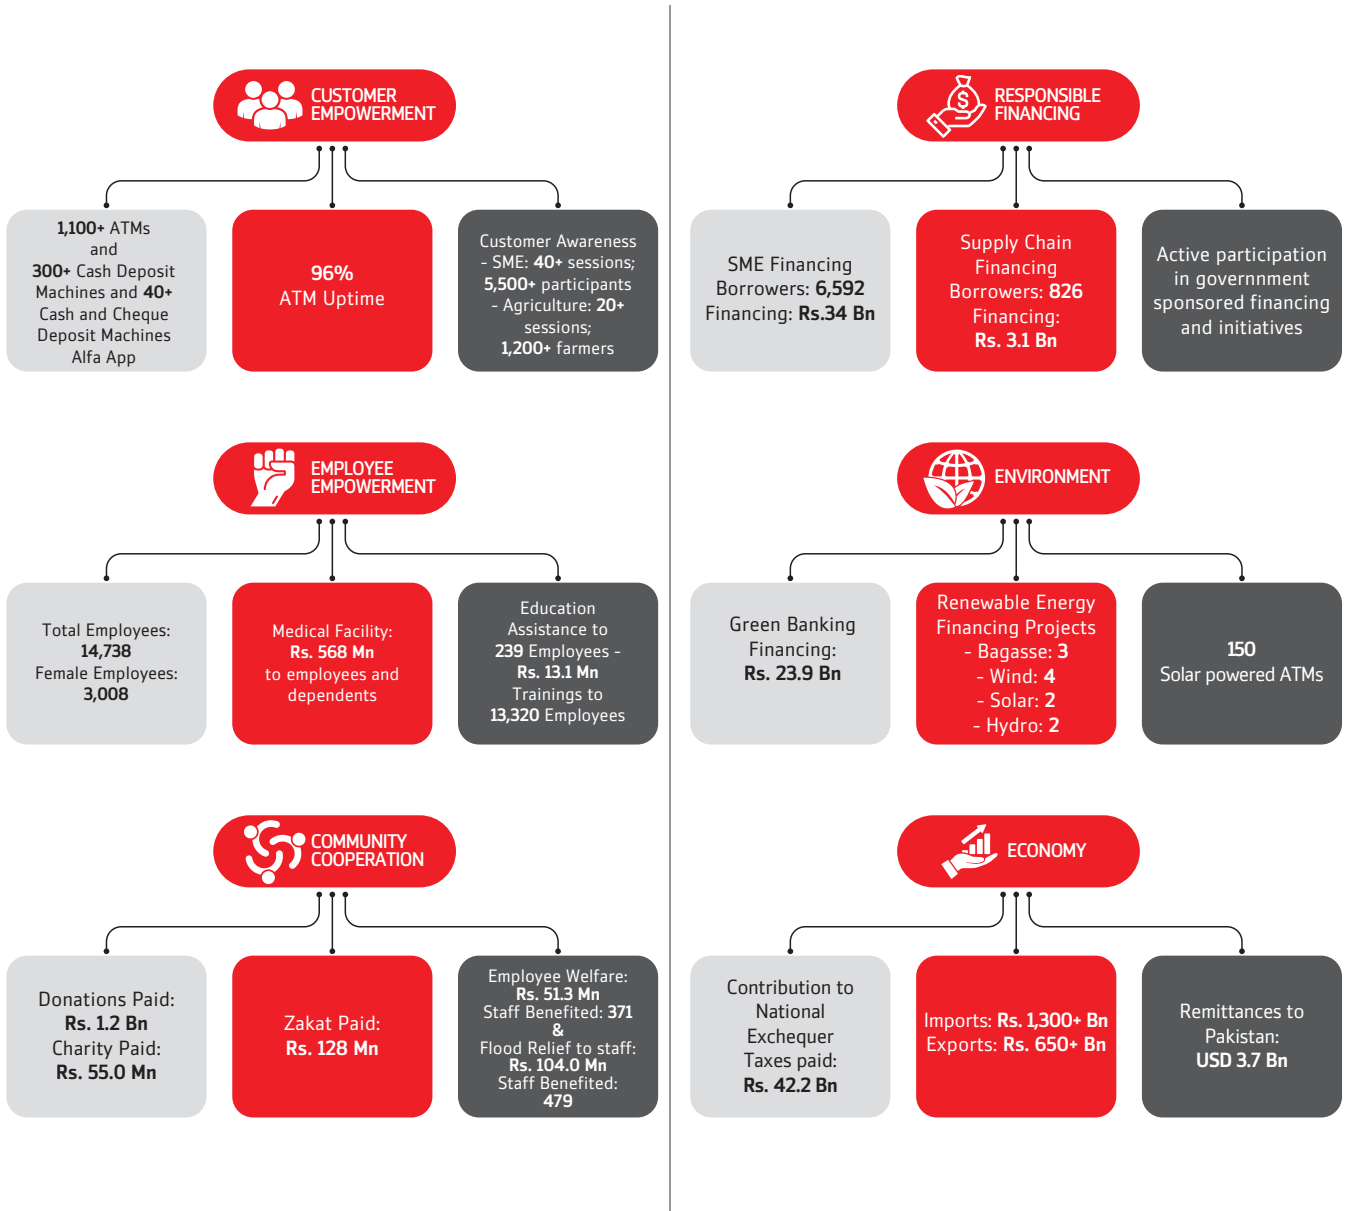 CUSTOMER
EMPOWERMENT
1,100+ ATMs
and
300+ Cash Deposit
Machines and 40+
Cash and Cheque
Deposit Machines
Alfa App
96%
ATM Uptime
Customer Awareness
- SME: 40+ sessions;
5,500+ participants
- Agriculture: 20+
sessions;
1,200+ farmers
EMPLOYEE
EMPOWERMENT
Total Employees:
14,738
Female Employees:
3,008
Medical Facility:
Rs. 568 Mn
to employees and
dependents
Education
Assistance to
239 Employees -
Rs. 13.1 Mn
Trainings to
13,320 Employees
COMMUNITY
COOPERATION
Donations Paid:
Rs. 1.2 Bn
Charity Paid:
Rs. 55.0 Mn
Zakat Paid:
Rs. 128 Mn
Employee Welfare:
Rs. 51.3 Mn
Staff Benefited: 371
&
Flood Relief to staff:
Rs. 104.0 Mn
Staff Benefited:
479
RESPONSIBLE
FINANCING
SME Financing
Borrowers: 6,592
Financing: Rs.34 Bn
Supply Chain
Financing
Borrowers: 826
Financing:
Rs. 3.1 Bn
Active participation
in governnment
sponsored financing
and initiatives
ENVIRONMENT
Green Banking
Financing:
Rs. 23.9 Bn
Renewable Energy
Financing Projects
- Bagasse: 3
- Wind: 4
- Solar: 2
- Hydro: 2
150
Solar powered ATMs
ECONOMY
Contribution to
National
Exchequer
Taxes paid:
Rs. 42.2 Bn
Imports: Rs. 1,300+ Bn
Exports: Rs. 650+ Bn
Remittances to
Pakistan:
USD 3.7 Bn